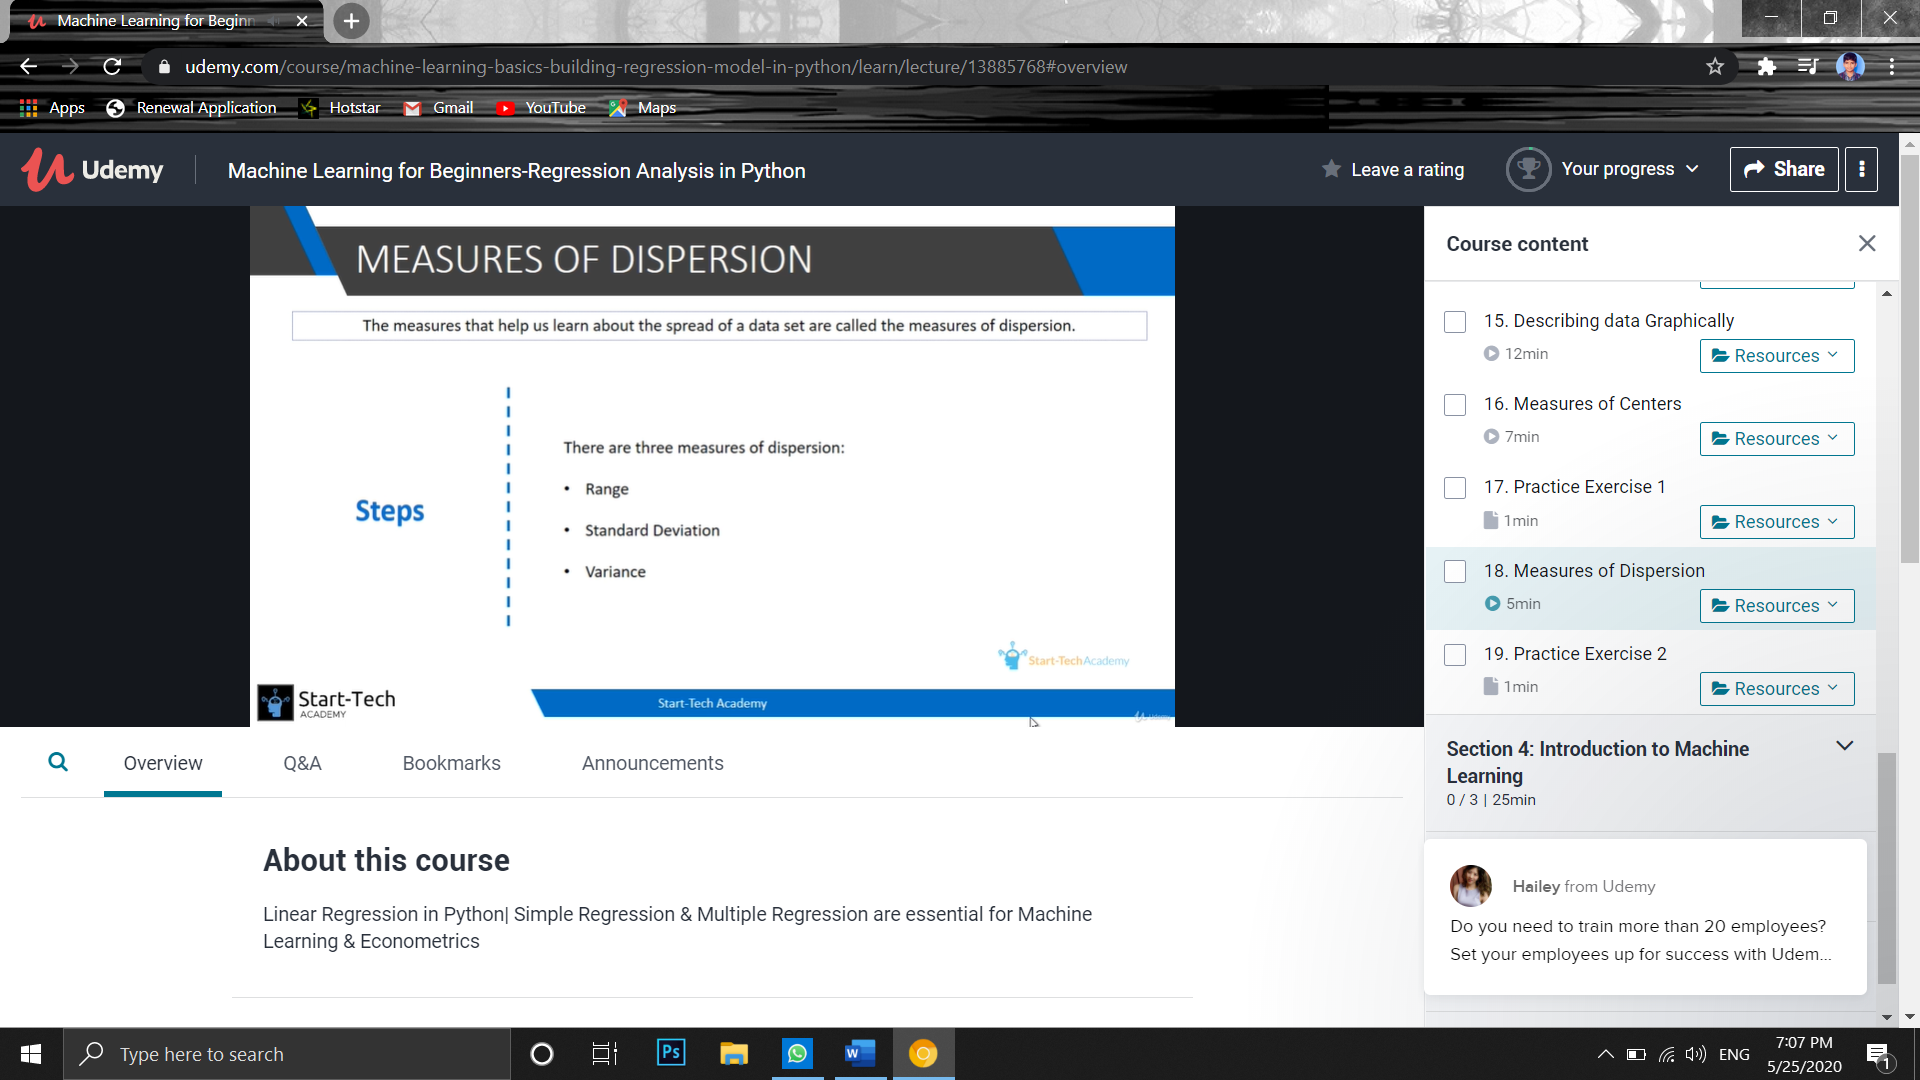 Machine Learning for Beginn
udemy.com/course/machine-learning-basics-building-regression-model-in-python/learn/lecture/13885768#overview
Apps Renewal Application Hotstar Gmail YouTube Maps
Udemy Machine Learning for Beginners-Regression Analysis in Python Leave a rating Your progress Share
MEASURES OF DISPERSION
The measures that help us learn about the spread of a data set are called the measures of dispersion.
Steps
There are three measures of dispersion:
• Range
• Standard Deviation
• Variance
Start-Tech Academy
Start-Tech
ACADEMY
Start-Tech Academy
Course content
15. Describing data Graphically
12min
Resources
16. Measures of Centers
7min
Resources
17. Practice Exercise 1
1min
Resources
18. Measures of Dispersion
5min
Resources
19. Practice Exercise 2
1min
Resources
Section 4: Introduction to Machine
Learning
0 / 3 | 25min
Overview Q&A Bookmarks Announcements
About this course
Linear Regression in Python| Simple Regression & Multiple Regression are essential for Machine
Learning & Econometrics
Hailey from Udemy
Do you need to train more than 20 employees?
Set your employees up for success with Udem...
Type here to search
Ps
W
ENG
7:07 PM
5/25/2020
1